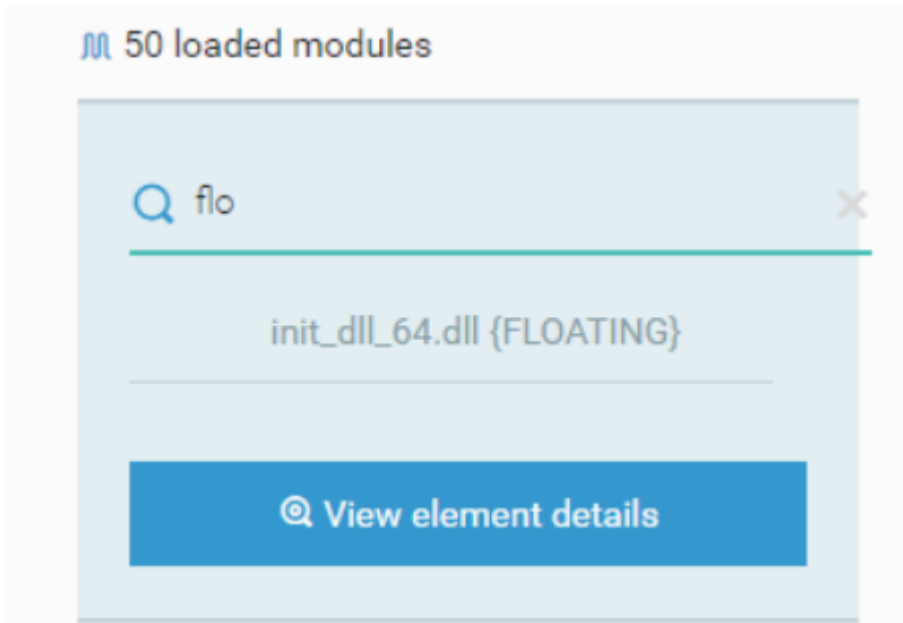 50 loaded modules
flo
init_dll_64.dll {FLOATING}
View element details